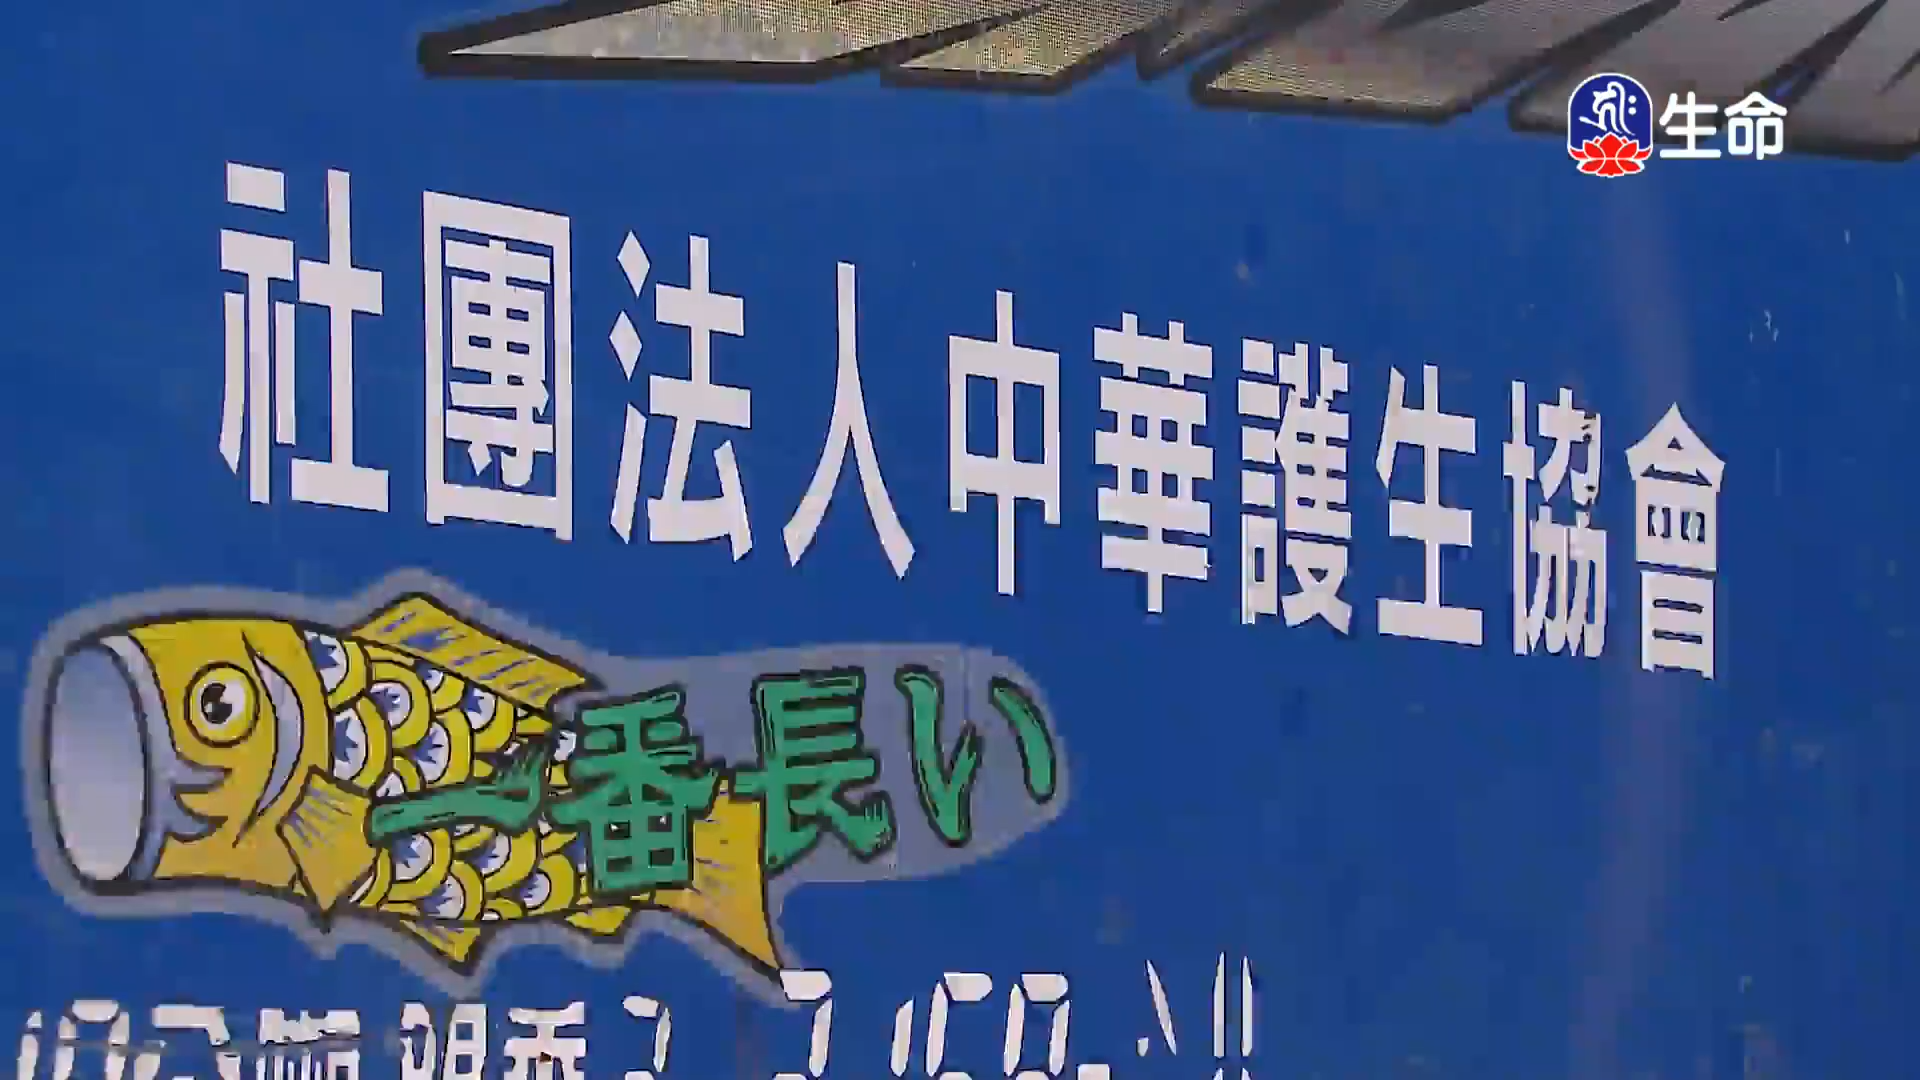 生命
社團法人中華護生協會
一番長い